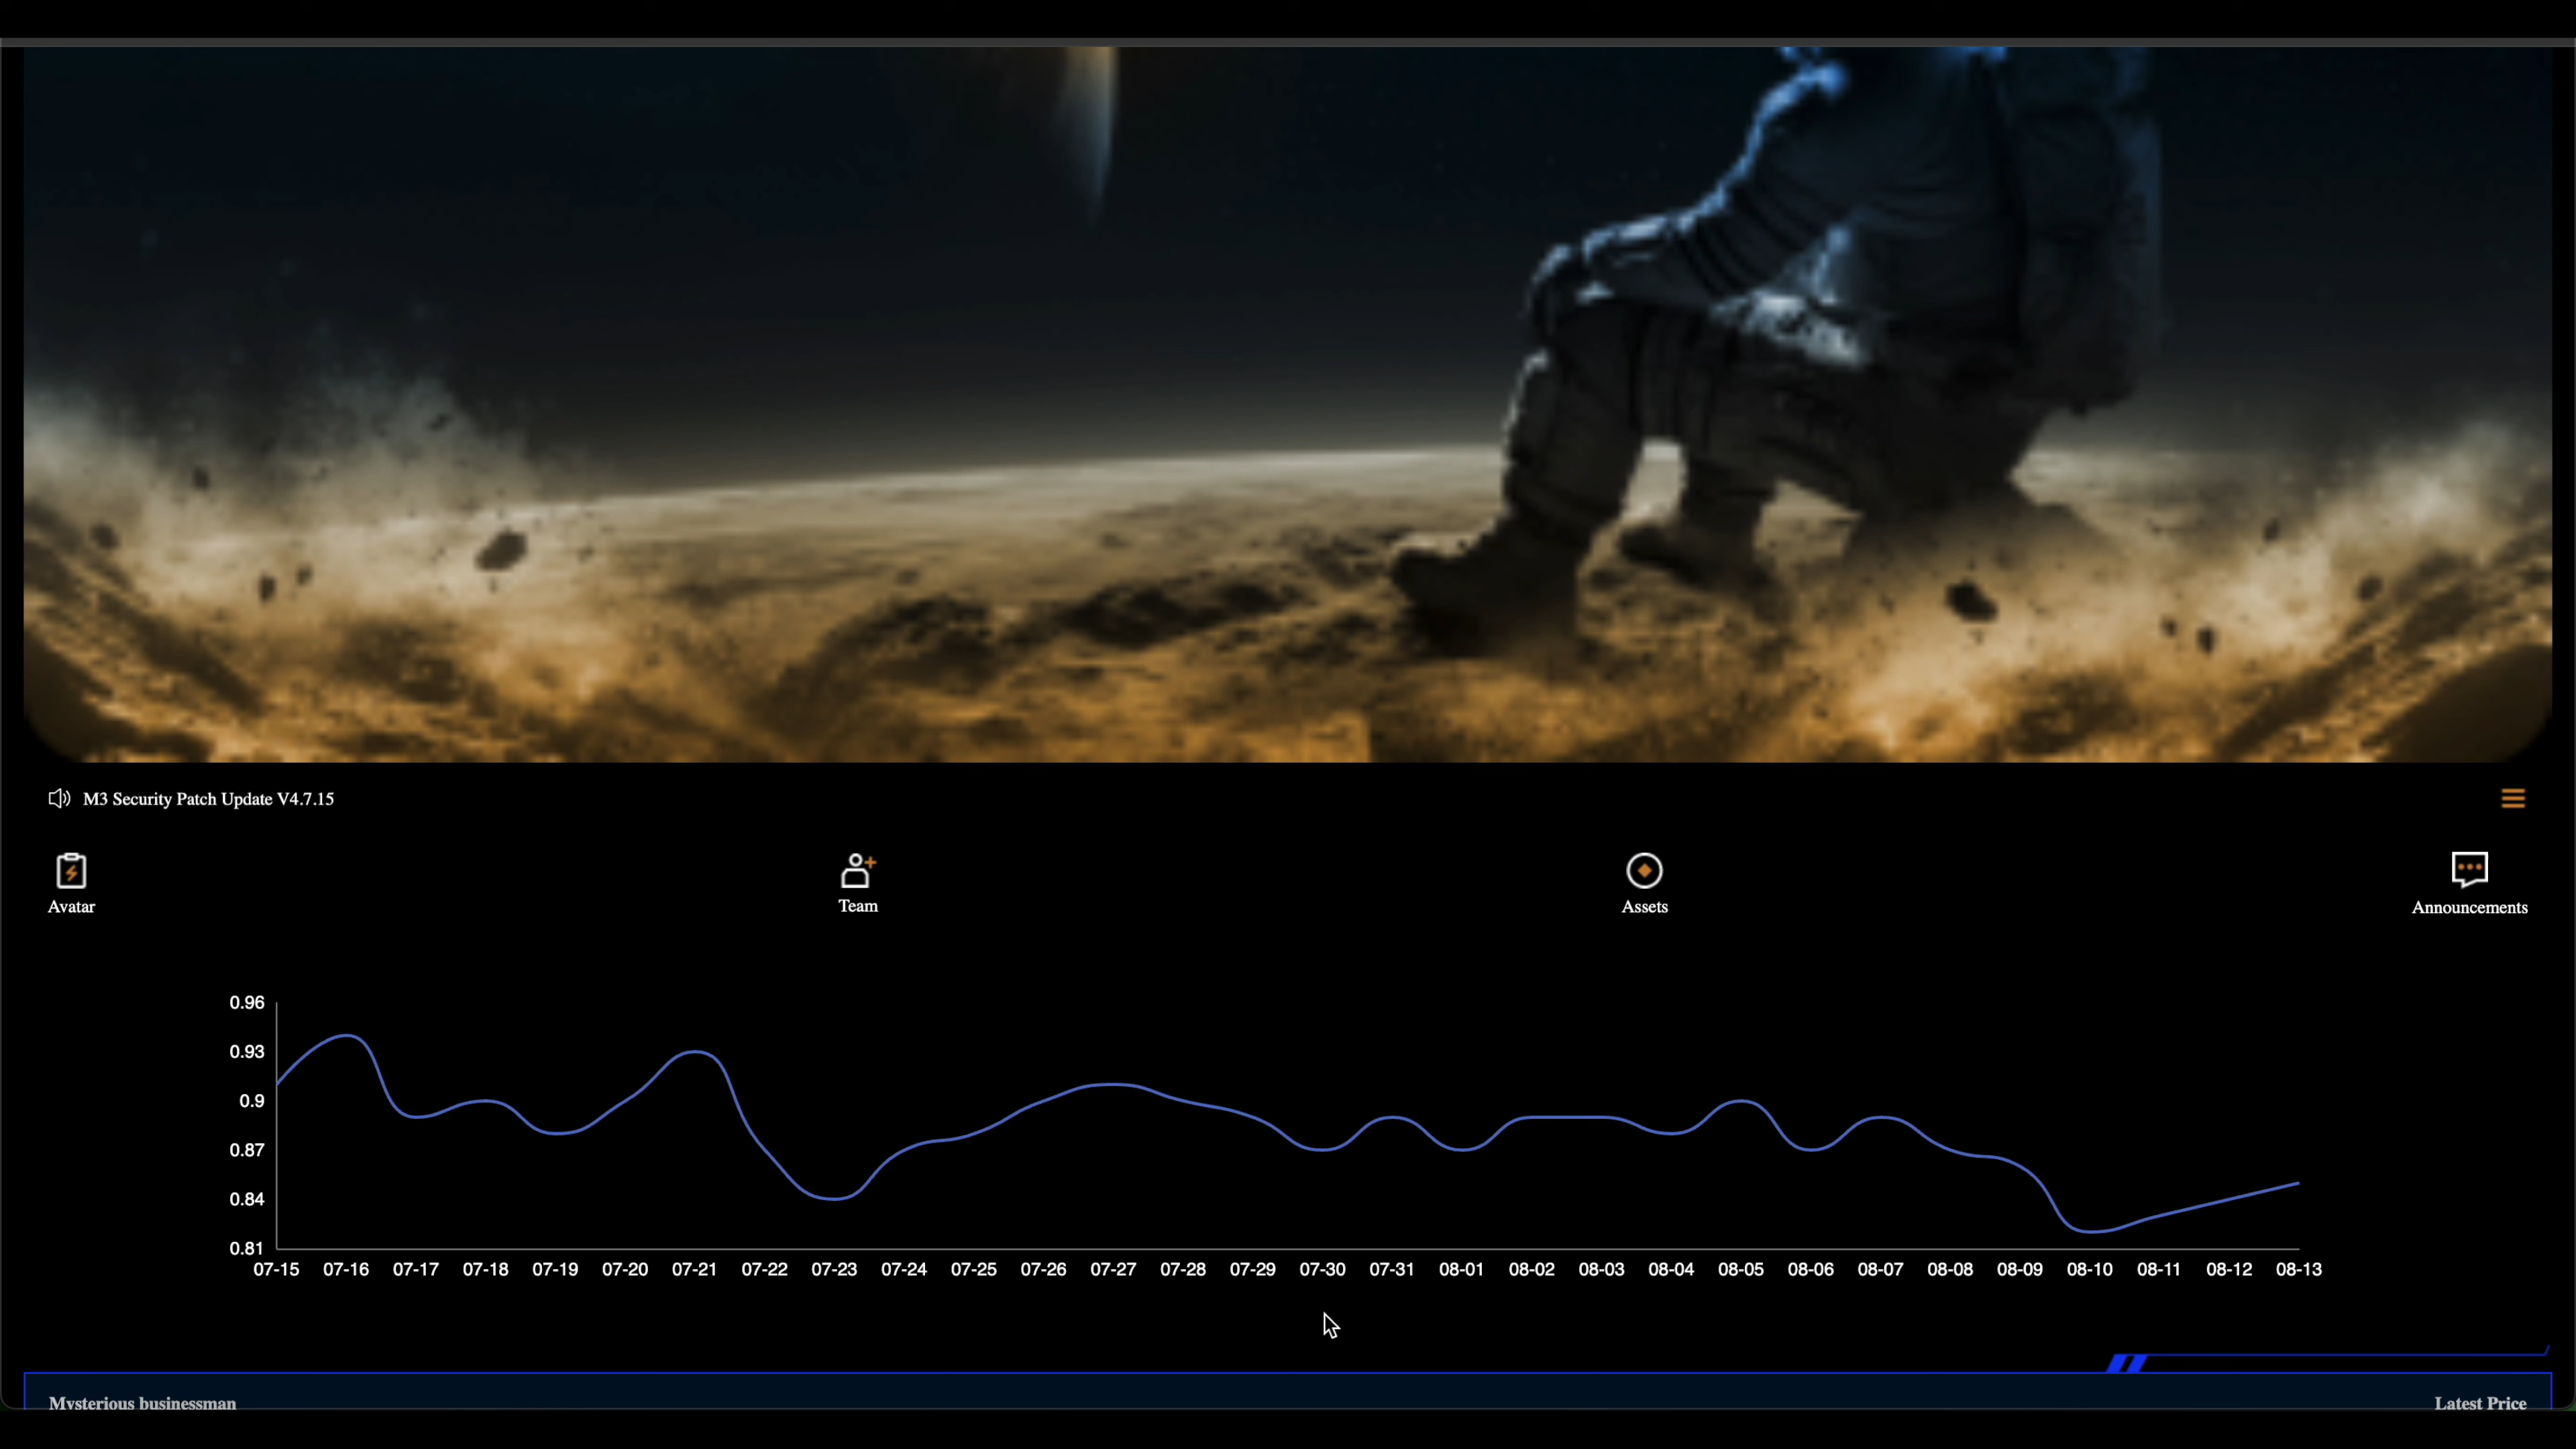 M3 Security Patch Update V4.7.15
Avatar
Team
Assets
Announcements
0.96
0.93
0.9
0.87
0.84
0.81
07-15 07-16 07-17 07-18 07-19 07-20 07-21 07-22 07-23 07-24 07-25 07-26 07-27 07-28 07-29 07-30 07-31 08-01 08-02 08-03 08-04 08-05 08-06 08-07 08-08 08-09 08-10 08-11 08-12 08-13
Mysterious businessman
Latest Price